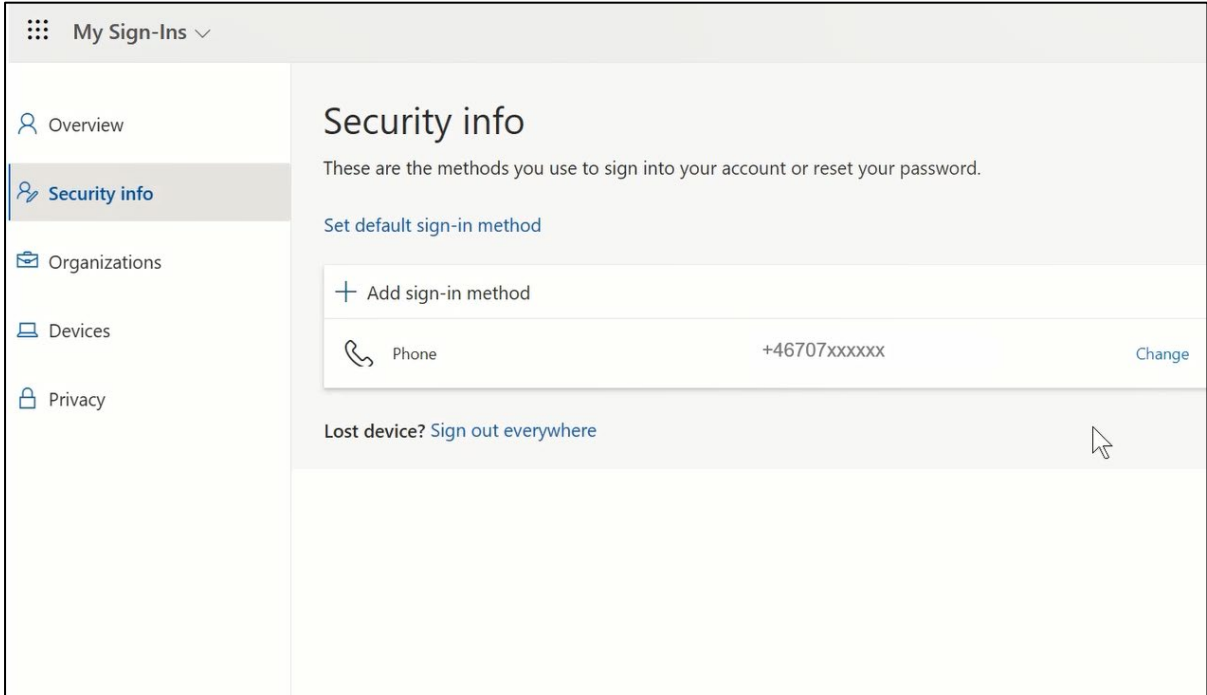 My Sign-Ins
Overview
Security info
Organizations
Devices
Privacy
Security info
These are the methods you use to sign into your account or reset your password.
Set default sign-in method
Add sign-in method
Phone +46707xxxxxx Change
Lost device? Sign out everywhere